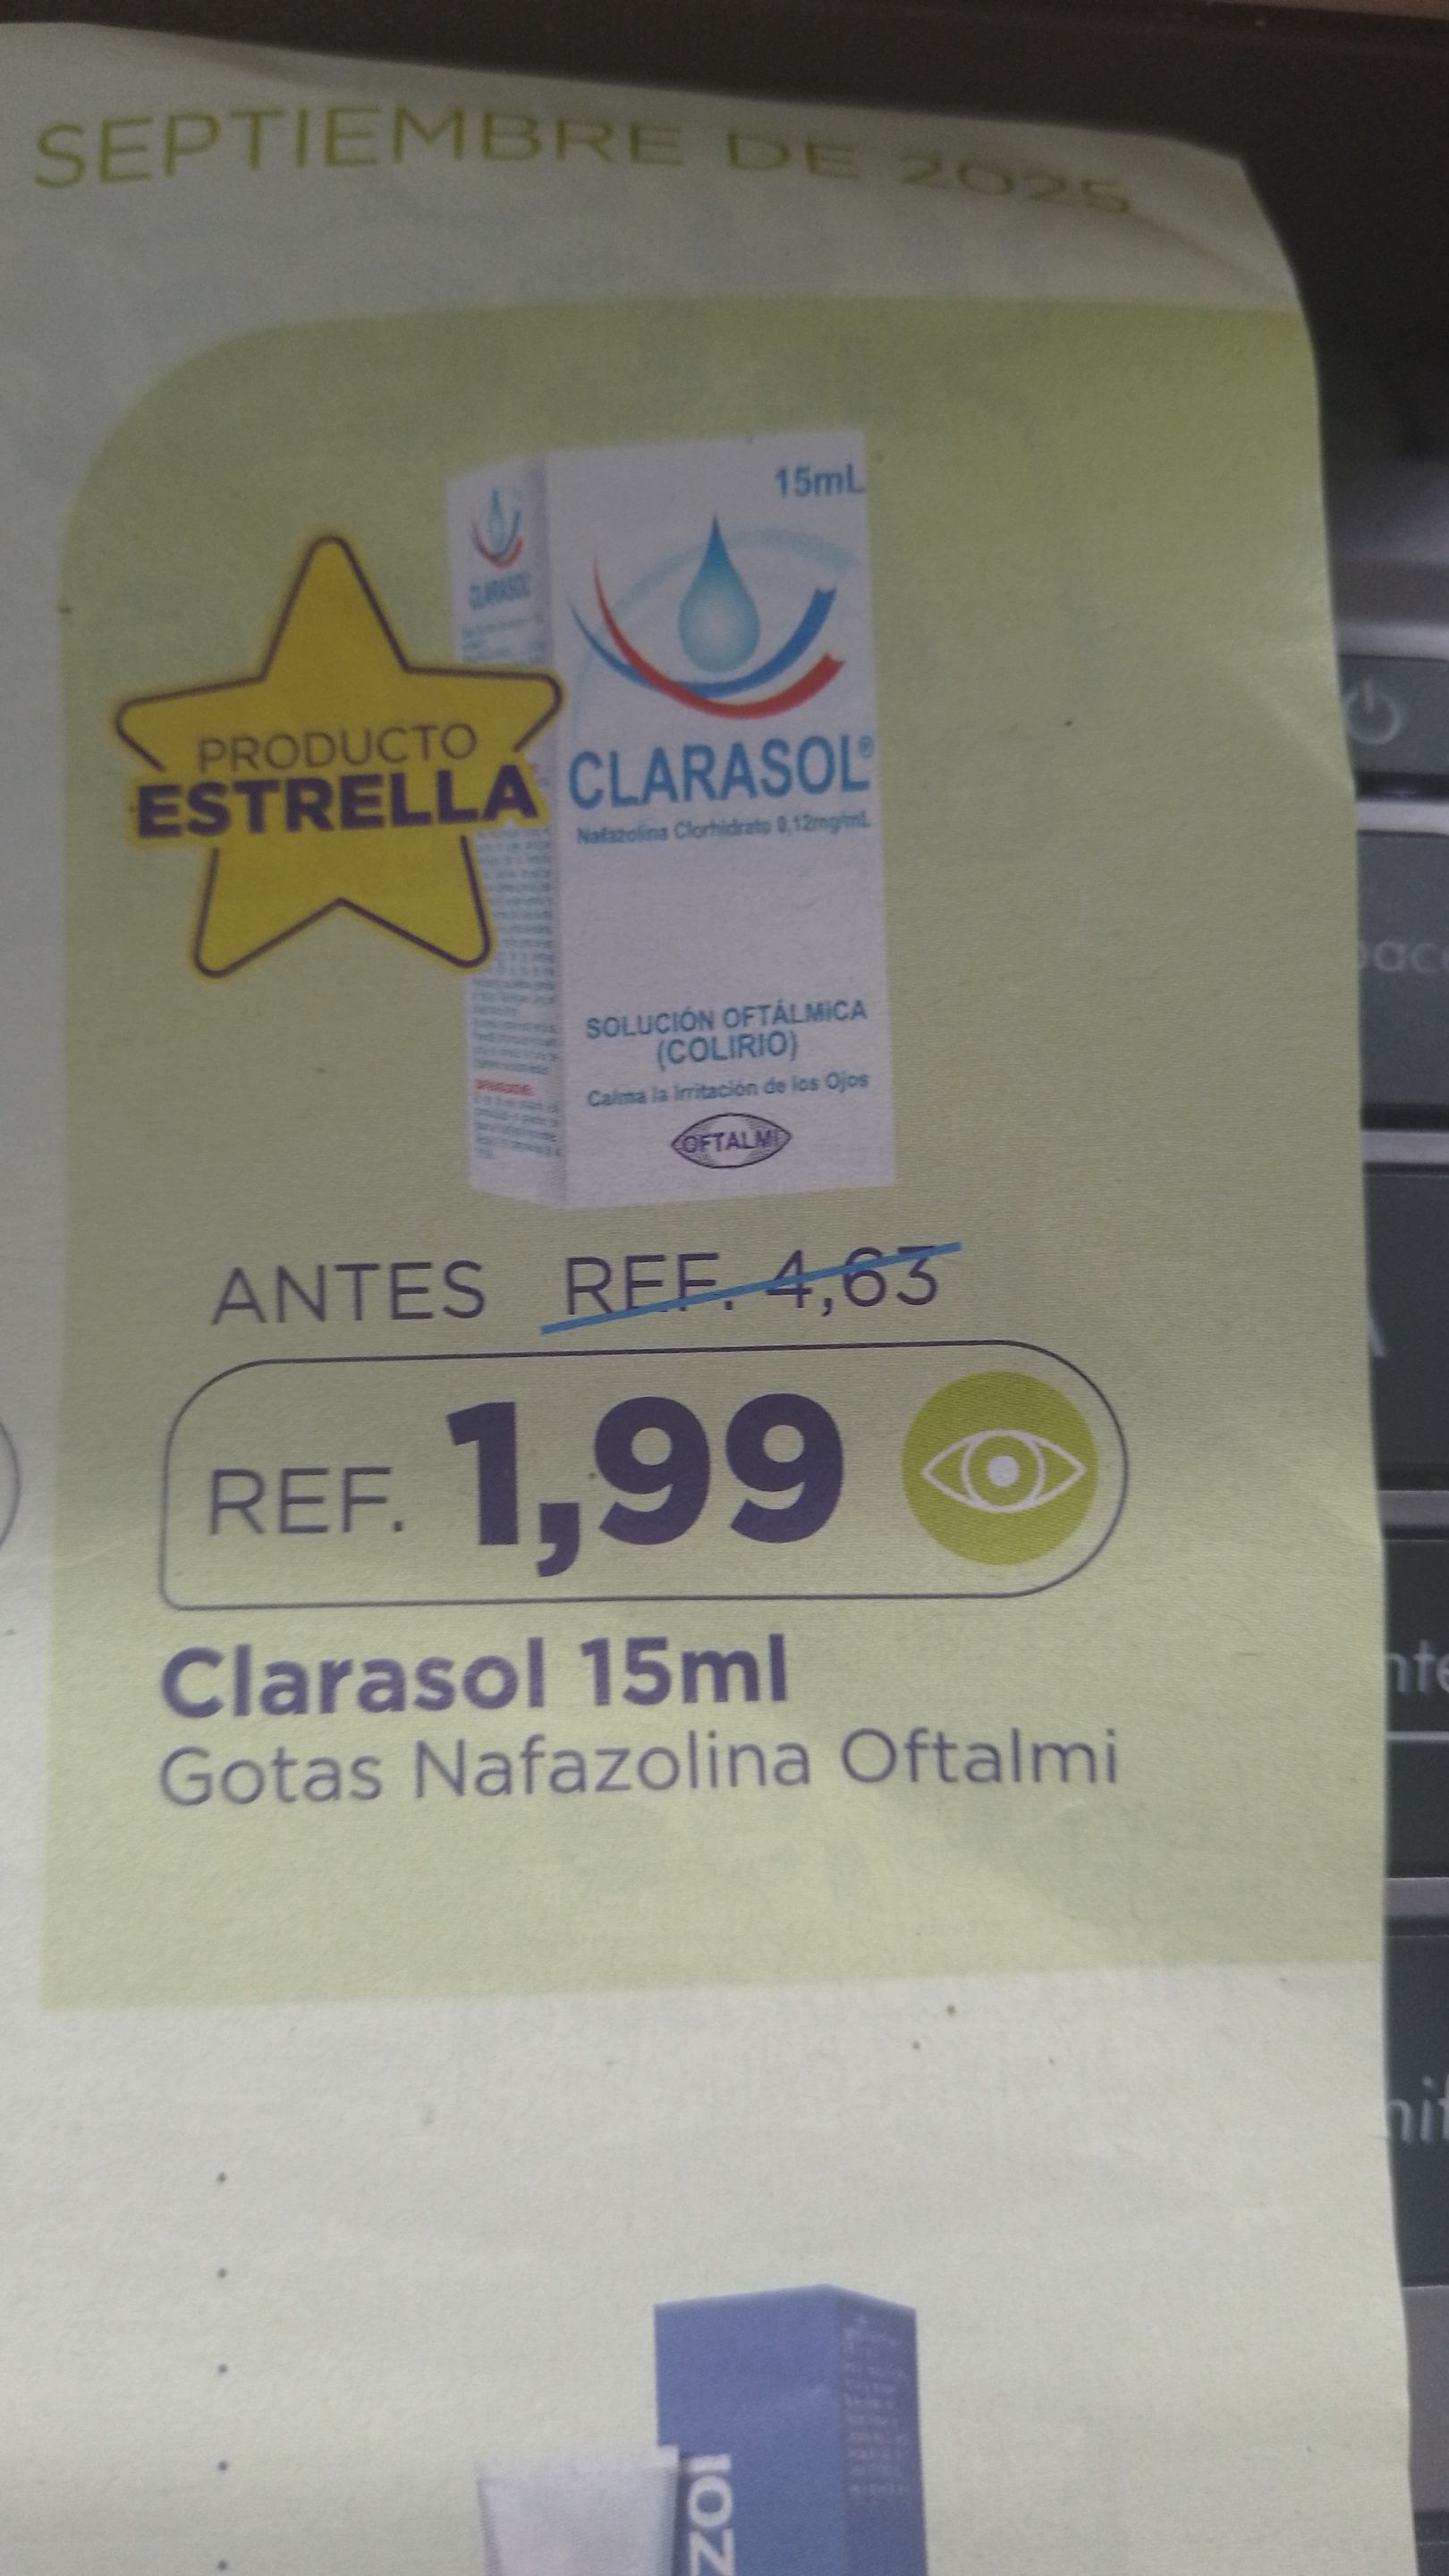 SEPTIEMBRE DE 2025
15mL
CLARASOL
PRODUCTO
ESTRELLA
CLARASOL®
Nafazolina Clorhidrato 0,12mg/mL
SOLUCIÓN OFTÁLMICA
(COLIRIO)
Calma la Irritación de los Ojos
OFTALMI
ANTES REF. 4,63
REF. 1,99
Clarasol 15ml
Gotas Nafazolina Oftalmi